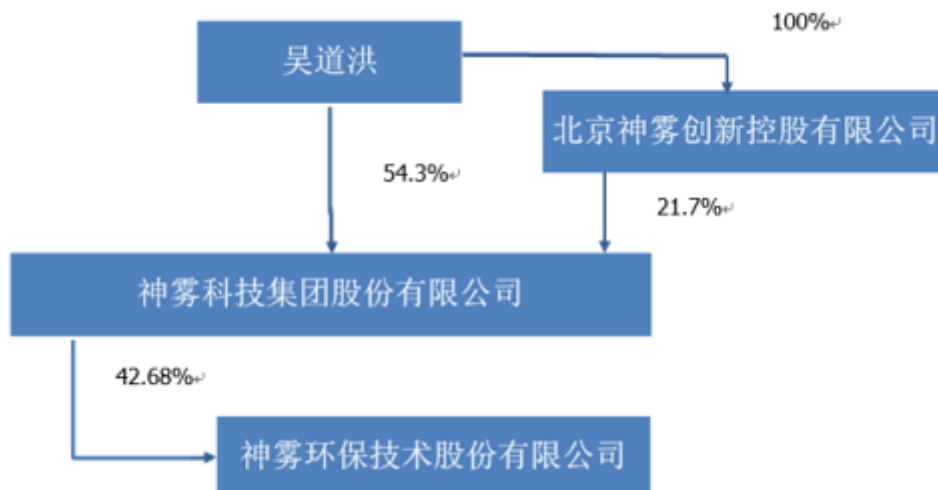 100%
吴道洪
北京神雾创新控股有限公司
54.3%
21.7%
神雾科技集团股份有限公司
42.68%
神雾环保技术股份有限公司